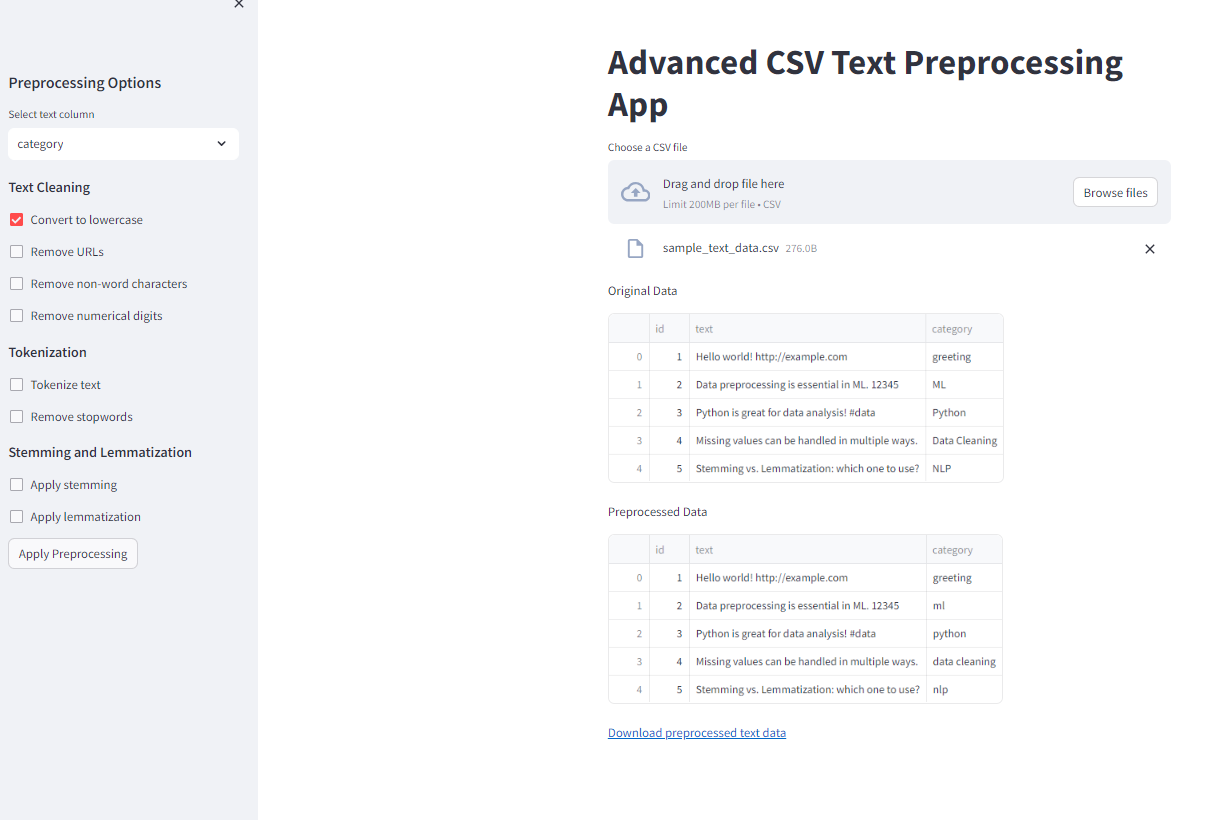 Preprocessing Options
Select text column
category
Text Cleaning
Convert to lowercase
Remove URLs
Remove non-word characters
Remove numerical digits
Tokenization
Tokenize text
Remove stopwords
Stemming and Lemmatization
Apply stemming
Apply lemmatization
Apply Preprocessing
Advanced CSV Text Preprocessing
App
Choose a CSV file
Drag and drop file here
Limit 200MB per file • CSV
Browse files
sample_text_data.csv 276.0B
Original Data
id text category
0 1 Hello world! http://example.com greeting
1 2 Data preprocessing is essential in ML. 12345 ML
2 3 Python is great for data analysis! #data Python
3 4 Missing values can be handled in multiple ways. Data Cleaning
4 5 Stemming vs. Lemmatization: which one to use? NLP
Preprocessed Data
id text category
0 1 Hello world! http://example.com greeting
1 2 Data preprocessing is essential in ML. 12345 ml
2 3 Python is great for data analysis! #data python
3 4 Missing values can be handled in multiple ways. data cleaning
4 5 Stemming vs. Lemmatization: which one to use? nlp
Download preprocessed text data